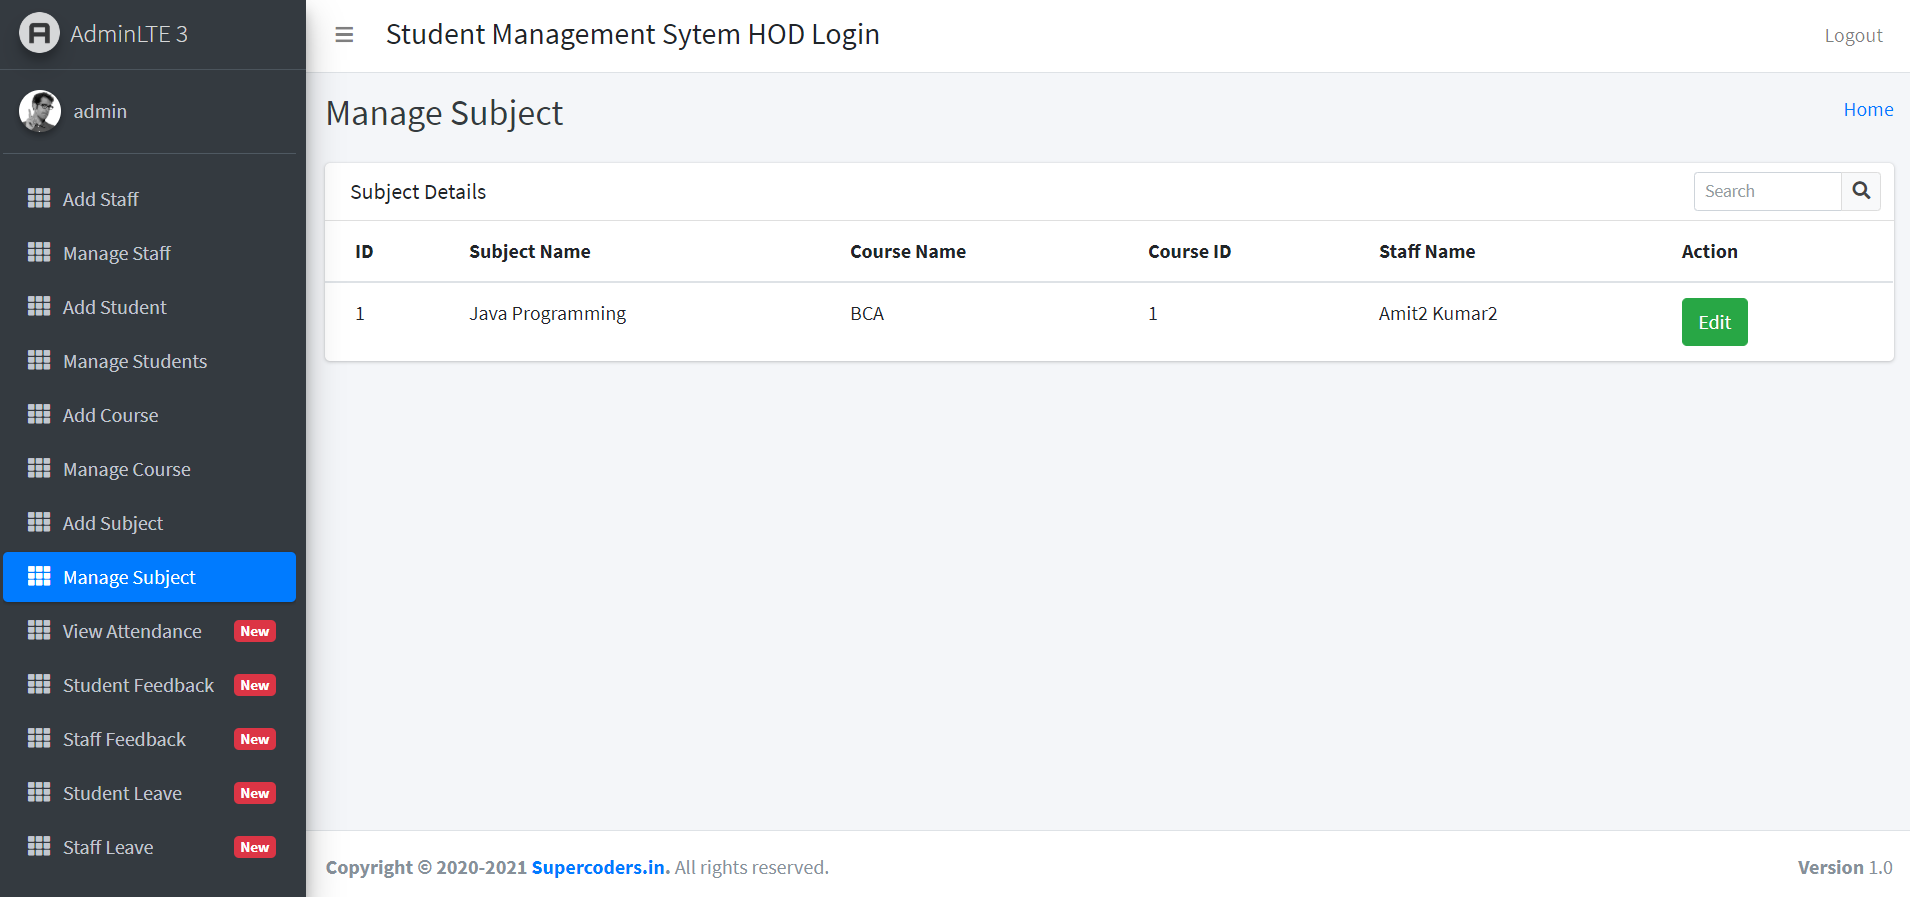 AdminLTE 3
admin
Add Staff
Manage Staff
Add Student
Manage Students
Add Course
Manage Course
Add Subject
Manage Subject
View Attendance New
Student Feedback New
Staff Feedback New
Student Leave New
Staff Leave New
Student Management Sytem HOD Login Logout
Manage Subject Home
Subject Details Search
ID Subject Name Course Name Course ID Staff Name Action
1 Java Programming BCA 1 Amit2 Kumar2 Edit
Copyright © 2020-2021 Supercoders.in. All rights reserved. Version 1.0